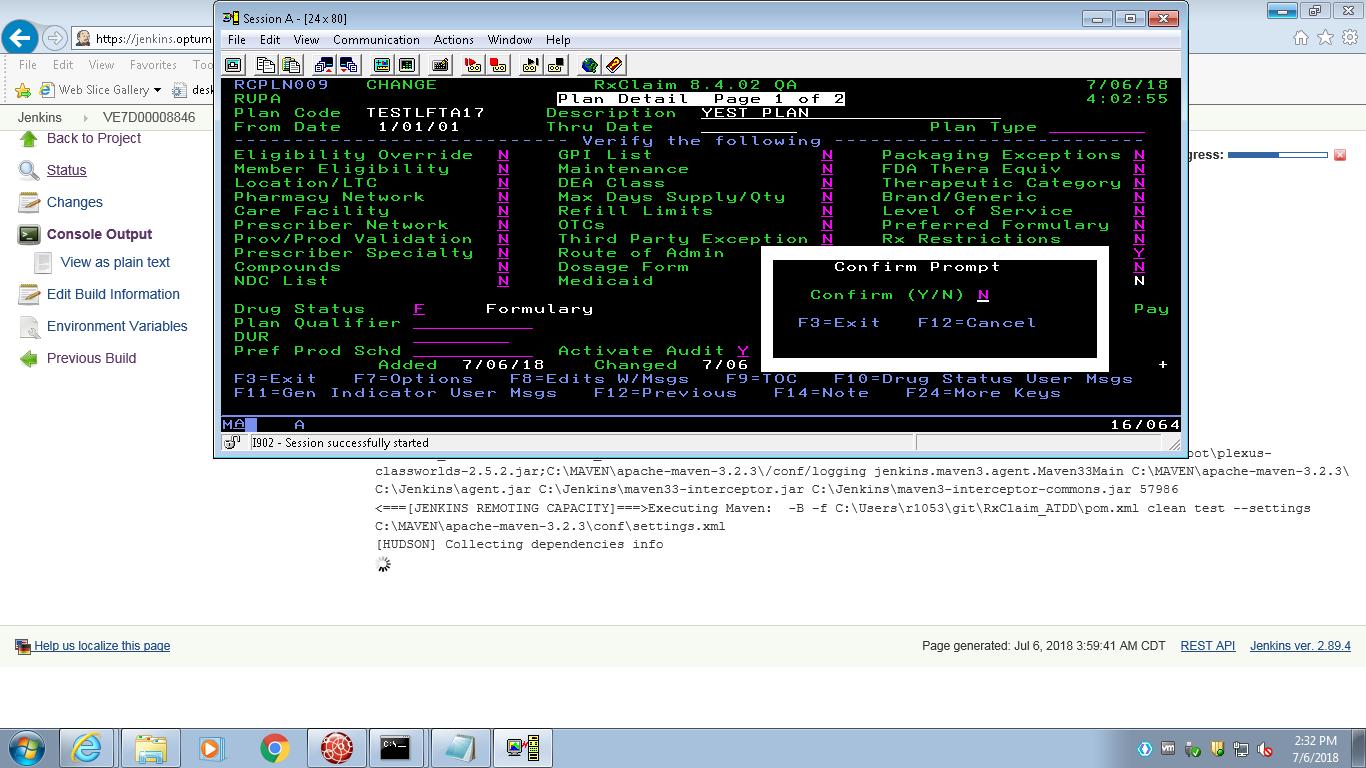 Session A - [24 x 80]
https://jenkins.optum
File Edit View Communication Actions Window Help
File Edit View Favorites Too
Web Slice Gallery desk
Jenkins VE7D00008846
Back to Project
Status
Changes
Console Output
View as plain text
Edit Build Information
Environment Variables
Previous Build
gress:
RCPLN009 CHANGE RxClaim 8.4.02 QA 7/06/18
RUPA Plan Detail Page 1 of 2 4:02:55
Plan Code TESTLFTA17 Description YEST PLAN
From Date 1/01/01 Thru Date Plan Type
Verify the following
Eligibility Override N GPI List N Packaging Exceptions N
Member Eligibility N Maintenance N FDA Thera Equiv N
Location/LTC N DEA Class N Therapeutic Category N
Pharmacy Network N Max Days Supply/Qty N Brand/Generic N
Care Facility N Refill Limits N Level of Service N
Prescriber Network N OTCs N Preferred Formulary N
Prov/Prod Validation N Third Party Exception N Rx Restrictions N
Prescriber Specialty N Route of Admin Y
Compounds N Dosage Form N
NDC List N Medicaid N
Confirm Prompt
Confirm (Y/N) N
F3=Exit F12=Cancel
Drug Status F Formulary Pay
Plan Qualifier
DUR
Pref Prod Schd Activate Audit Y
Added 7/06/18 Changed 7/06 +
F3=Exit F7=Options F8=Edits W/Msgs F9=TOC F10=Drug Status User Msgs
F11=Gen Indicator User Msgs F12=Previous F14=Note F24=More Keys
MA A 16/064
I902 - Session successfully started
oot\plexus-
classworlds-2.5.2.jar;C:\MAVEN\apache-maven-3.2.3\/conf/logging jenkins.maven3.agent.Maven33Main C:\MAVEN\apache-maven-3.2.3\
C:\Jenkins\agent.jar C:\Jenkins\maven33-interceptor.jar C:\Jenkins\maven3-interceptor-commons.jar 57986
<===[JENKINS REMOTING CAPACITY]===>Executing Maven: -B -f C:\Users\r1053\git\RxClaim_ATDD\pom.xml clean test --settings
C:\MAVEN\apache-maven-3.2.3\conf\settings.xml
[HUDSON] Collecting dependencies info
Help us localize this page Page generated: Jul 6, 2018 3:59:41 AM CDT REST API Jenkins ver. 2.89.4
2:32 PM
7/6/2018